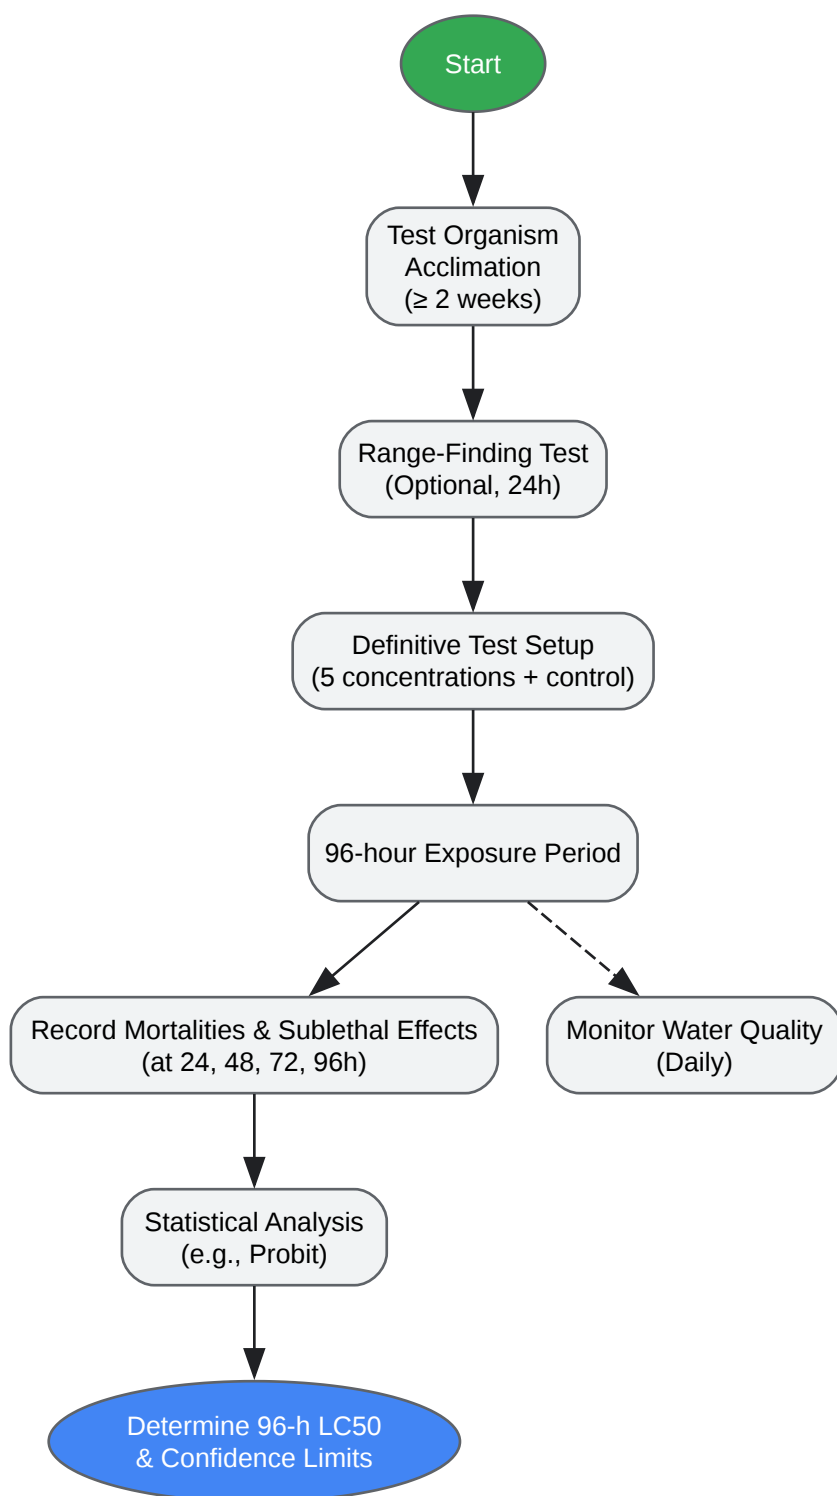 Start
Test Organism
Acclimation
(≥ 2 weeks)
Range-Finding Test
(Optional, 24h)
Definitive Test Setup
(5 concentrations + control)
96-hour Exposure Period
Record Mortalities & Sublethal Effects
(at 24, 48, 72, 96h)
Monitor Water Quality
(Daily)
Statistical Analysis
(e.g., Probit)
Determine 96-h LC50
& Confidence Limits